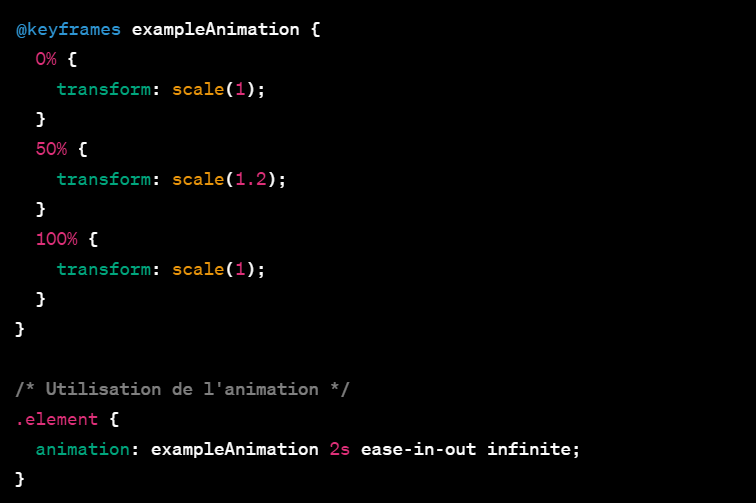 @keyframes exampleAnimation {
  0% {
    transform: scale(1);
  }
  50% {
    transform: scale(1.2);
  }
  100% {
    transform: scale(1);
  }
}

/* Utilisation de l'animation */
.element {
  animation: exampleAnimation 2s ease-in-out infinite;
}